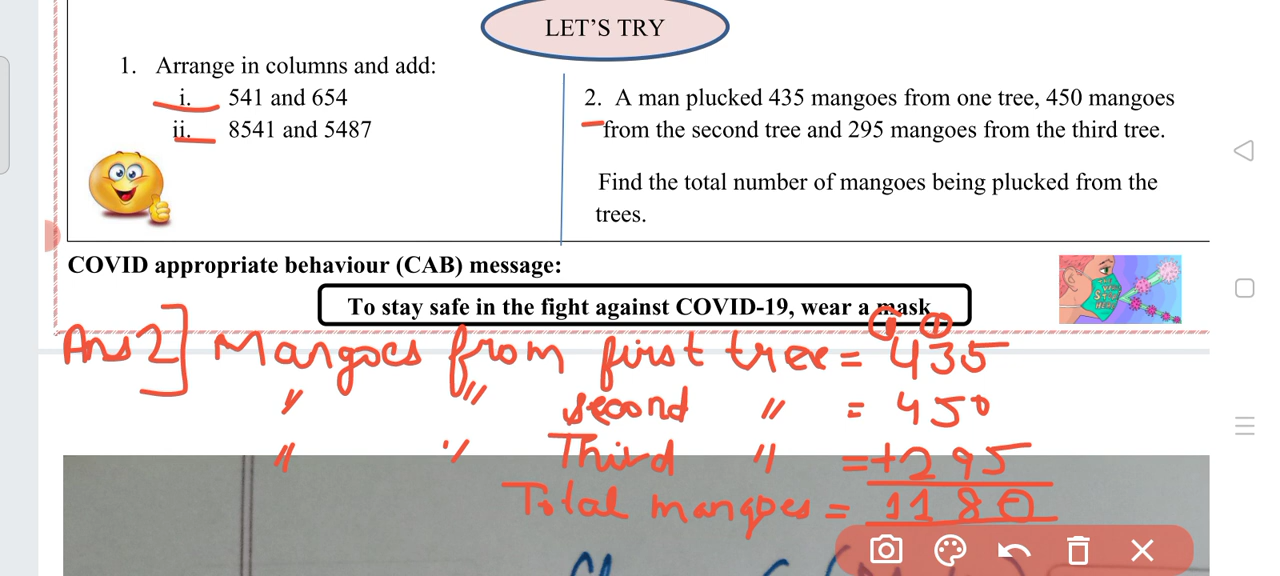 LET'S TRY
1. Arrange in columns and add:
i. 541 and 654
ii. 8541 and 5487
2. A man plucked 435 mangoes from one tree, 450 mangoes
from the second tree and 295 mangoes from the third tree.
Find the total number of mangoes being plucked from the
trees.
COVID appropriate behaviour (CAB) message:
To stay safe in the fight against COVID-19, wear a mask
1 1
Ans 2] Mangoes from first tree = 435
" " second " = 450
" " Third " = + 295
Total mangoes = 1180